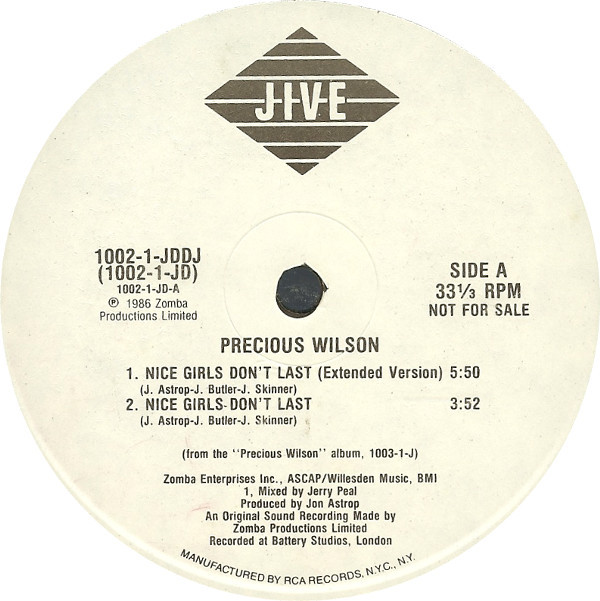 JIVE
1002-1-JDDJ
(1002-1-JD)
1002-1-JD-A
℗ 1986 Zomba
Productions Limited
SIDE A
33⅓ RPM
NOT FOR SALE
PRECIOUS WILSON
1. NICE GIRLS DON'T LAST (Extended Version) 5:50
(J. Astrop-J. Butler-J. Skinner)
2. NICE GIRLS DON'T LAST 3:52
(J. Astrop-J. Butler-J. Skinner)
(from the "Precious Wilson" album, 1003-1-J)
Zomba Enterprises Inc., ASCAP/Willesden Music, BMI
1, Mixed by Jerry Peal
Produced by Jon Astrop
An Original Sound Recording Made by
Zomba Productions Limited
Recorded at Battery Studios, London
MANUFACTURED BY RCA RECORDS, N.Y.C., N.Y.